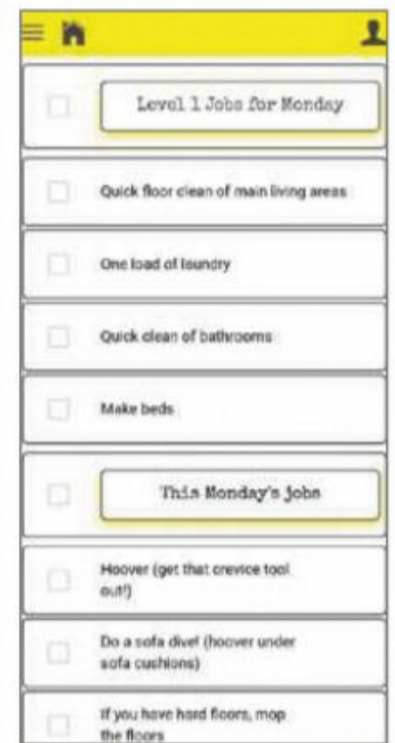 Level 1 Jobs for Monday
Quick floor clean of main living areas
One load of laundry
Quick clean of bathrooms
Make beds
This Monday's jobs
Hoover (get that crevice tool
out!)
Do a sofa dive! (hoover under
sofa cushions)
If you have hard floors, mop
the floors